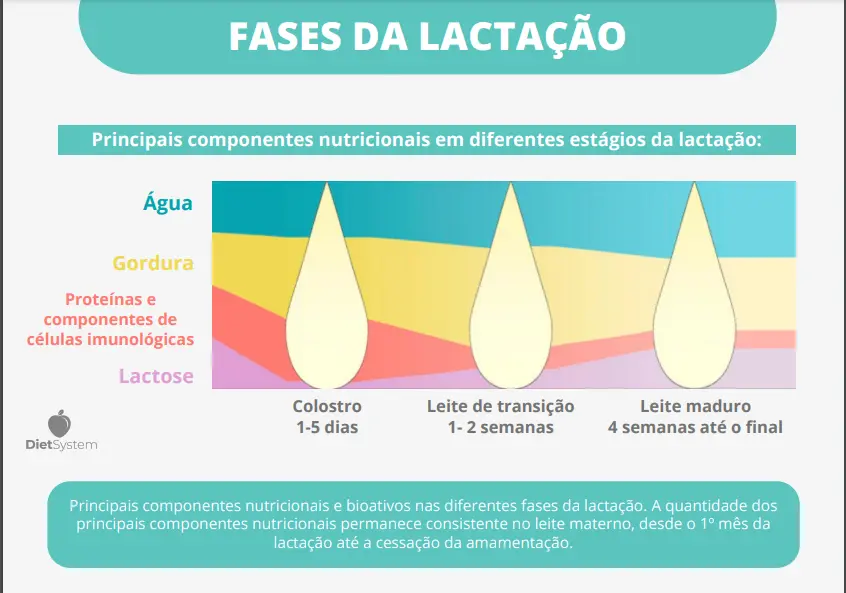 FASES DA LACTAÇÃO
Principais componentes nutricionais em diferentes estágios da lactação:
Água
Gordura
Proteínas e
componentes de
células imunológicas
Lactose
Colostro
1-5 dias
Leite de transição
1- 2 semanas
Leite maduro
4 semanas até o final
DietSystem
Principais componentes nutricionais e bioativos nas diferentes fases da lactação. A quantidade dos
principais componentes nutricionais permanece consistente no leite materno, desde o 1º mês da
lactação até a cessação da amamentação.